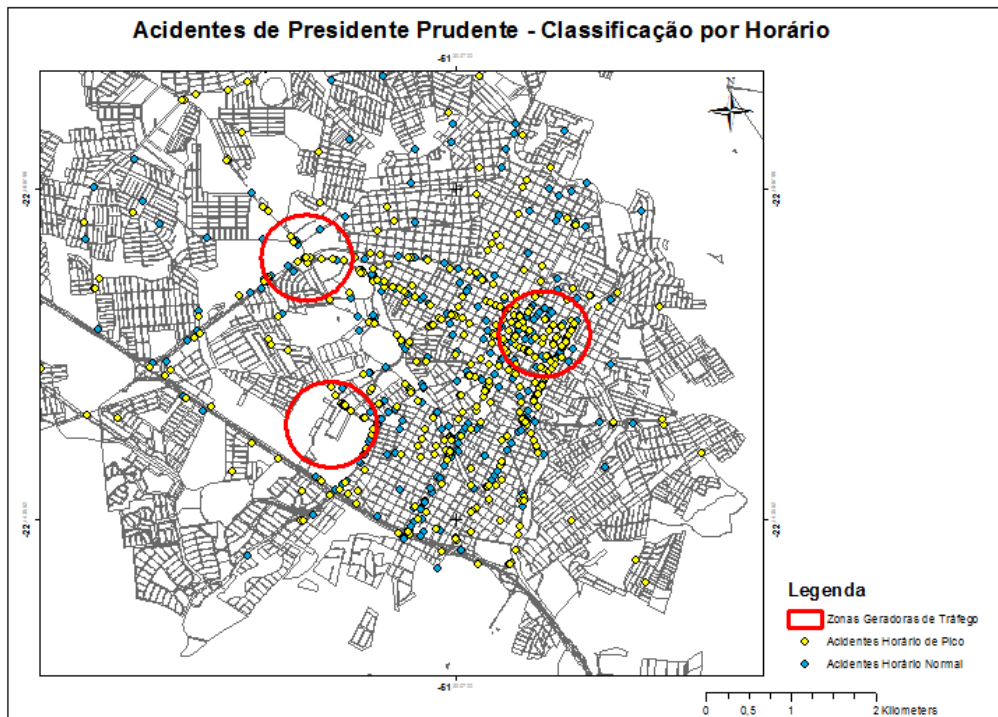 Acidentes de Presidente Prudente - Classificação por Horário
-51
N
-22
-22
-22
-22
-51
Legenda
Zonas Geradoras de Tráfego
Acidentes Horário de Pico
Acidentes Horário Normal
0 0,5 1 2 Kilometers